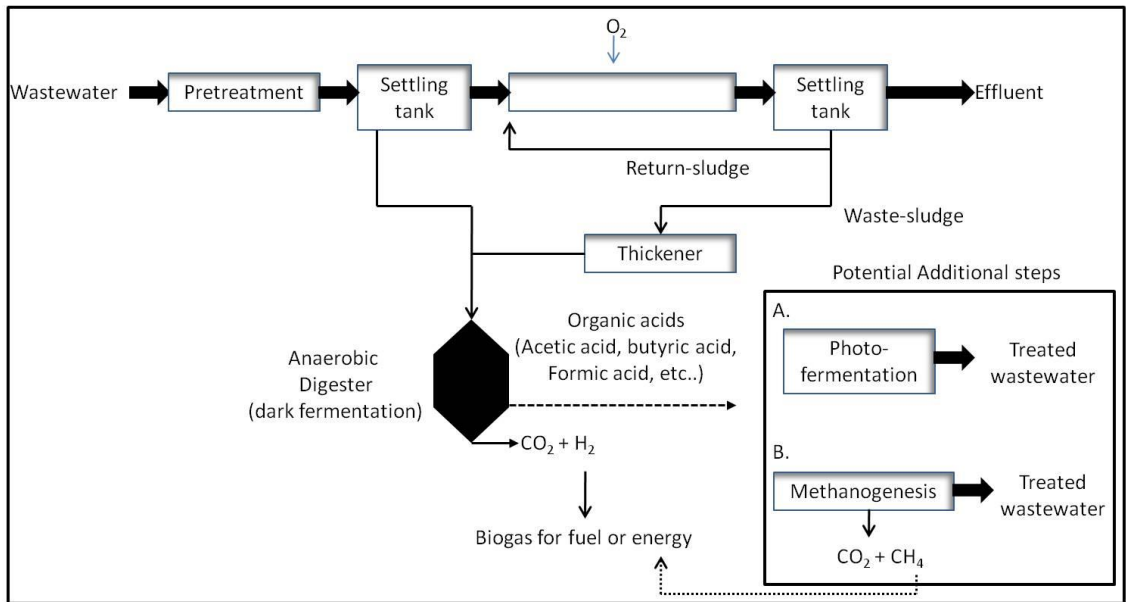 O₂
Wastewater
Pretreatment
Settling
tank
Settling
tank
Effluent
Return-sludge
Waste-sludge
Thickener
Potential Additional steps
A.
Photo-
fermentation
Treated
wastewater
Organic acids
(Acetic acid, butyric acid,
Formic acid, etc..)
Anaerobic
Digester
(dark fermentation)
CO₂ + H₂
B.
Methanogenesis
Treated
wastewater
Biogas for fuel or energy
CO₂ + CH₄